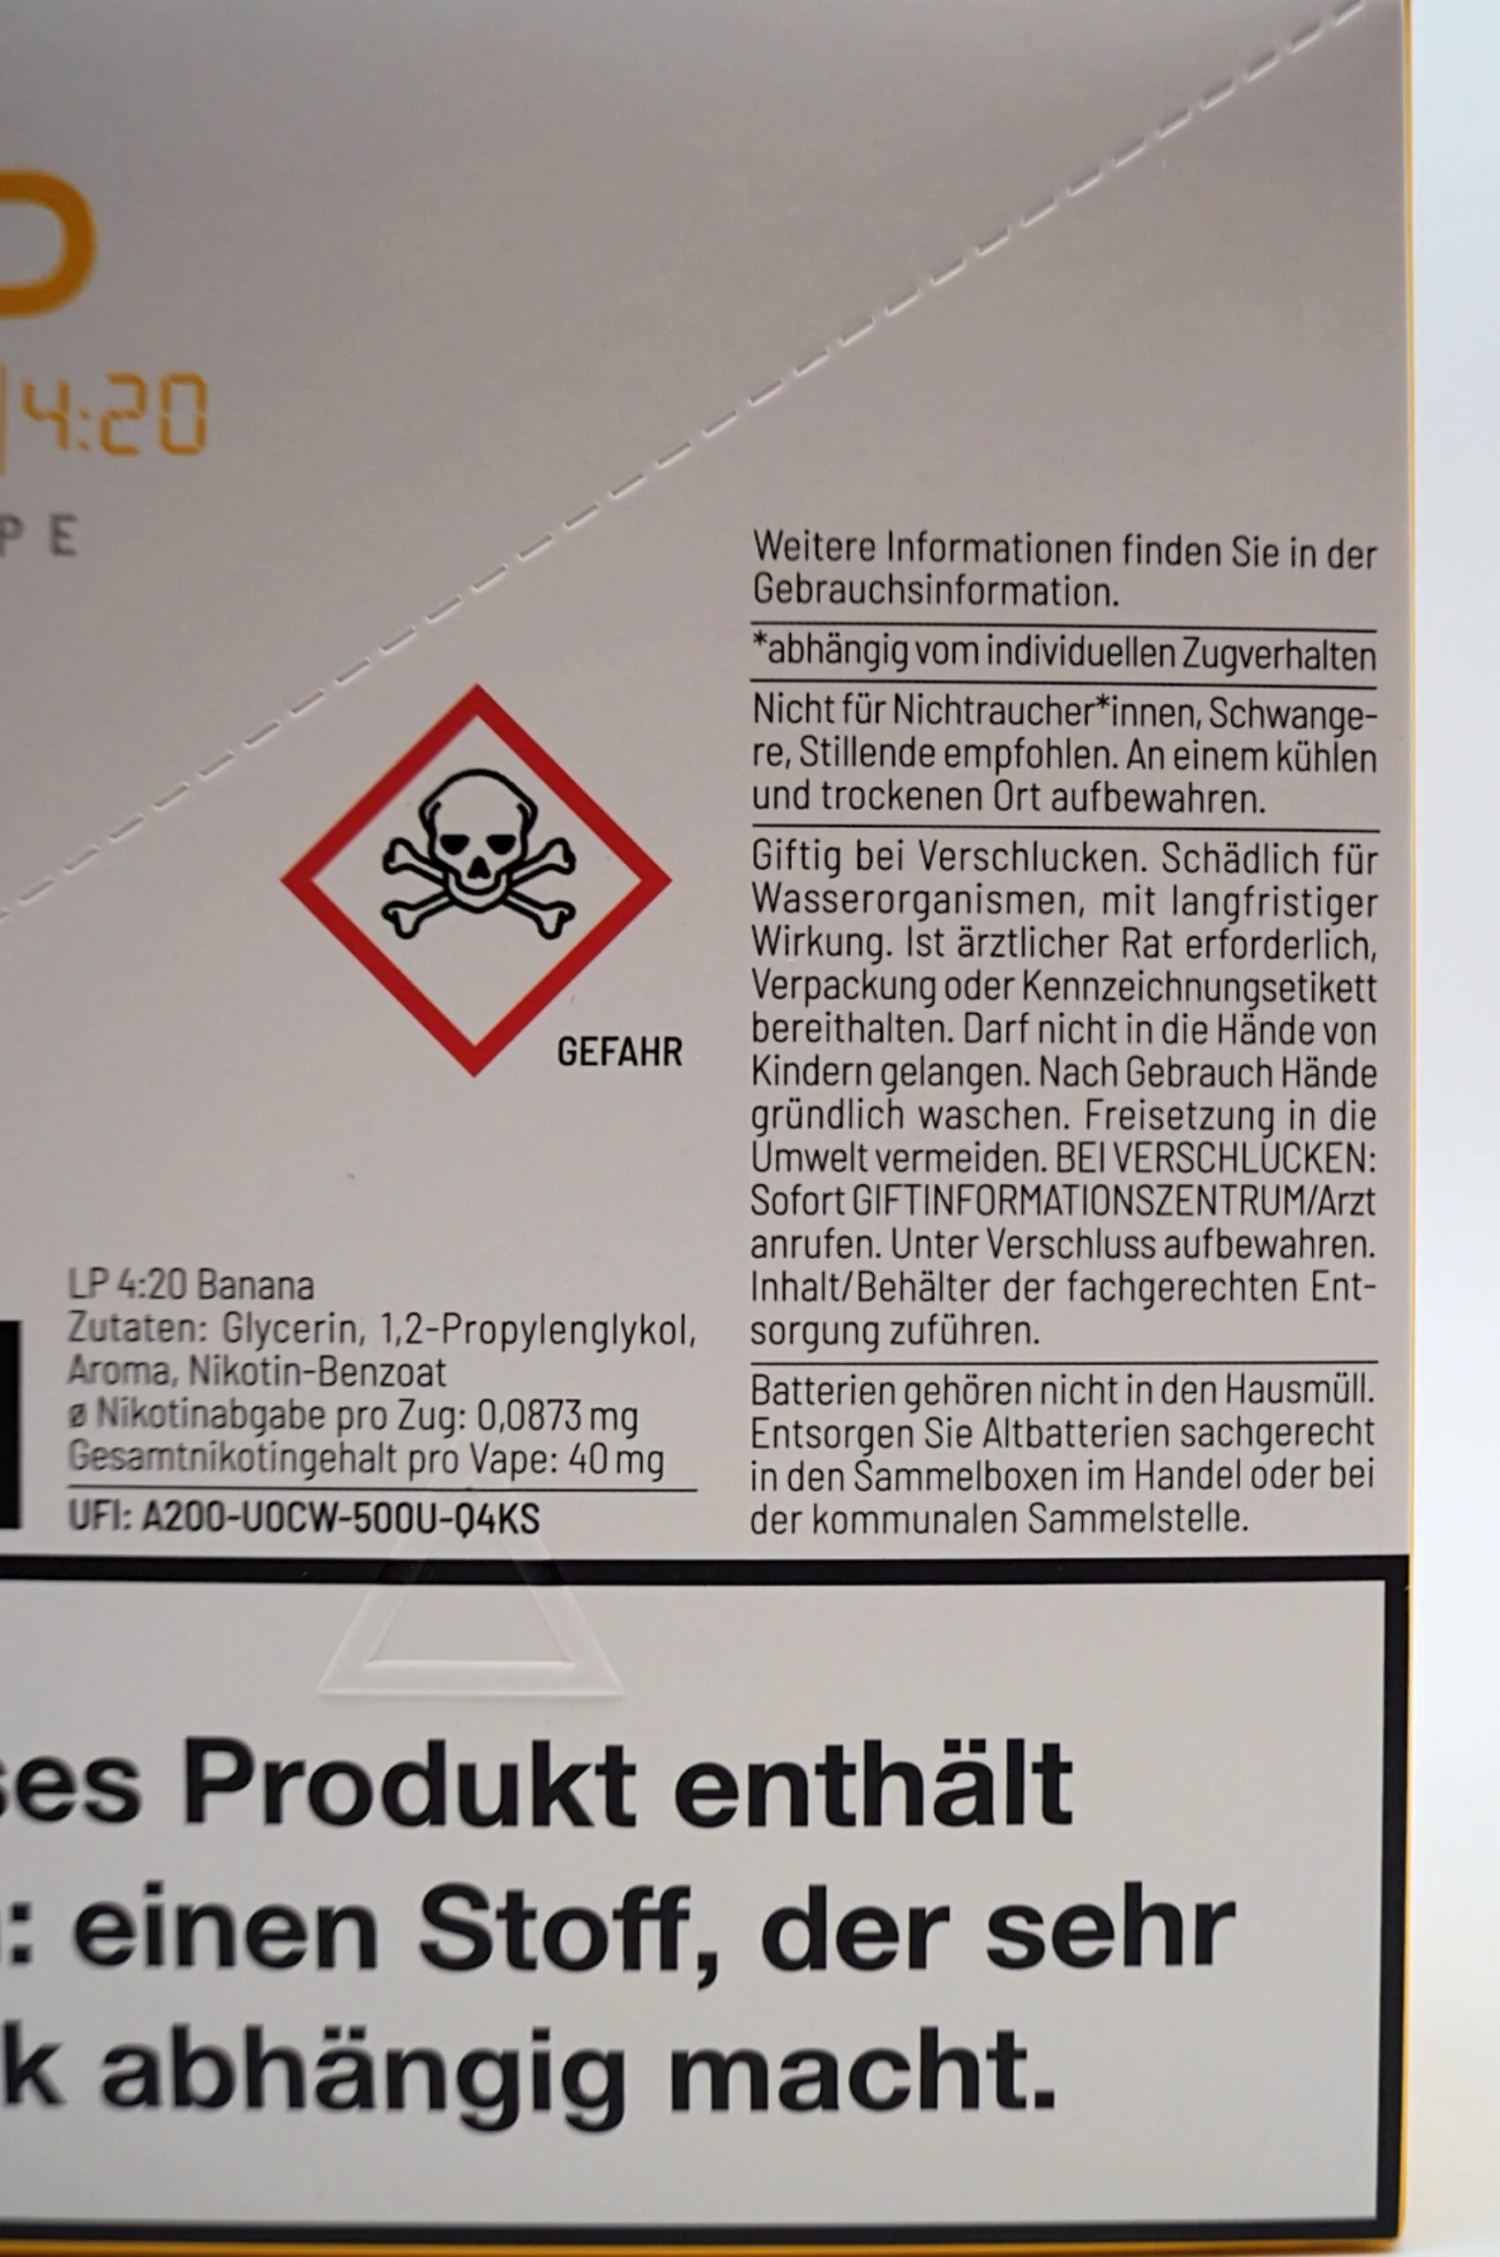 4:20
PE
Weitere Informationen finden Sie in der
Gebrauchsinformation.
*abhängig vom individuellen Zugverhalten
Nicht für Nichtraucher*innen, Schwange-
re, Stillende empfohlen. An einem kühlen
und trockenen Ort aufbewahren.
Giftig bei Verschlucken. Schädlich für
Wasserorganismen, mit langfristiger
Wirkung. Ist ärztlicher Rat erforderlich,
Verpackung oder Kennzeichnungsetikett
bereithalten. Darf nicht in die Hände von
Kindern gelangen. Nach Gebrauch Hände
gründlich waschen. Freisetzung in die
Umwelt vermeiden. BEI VERSCHLUCKEN:
Sofort GIFTINFORMATIONSZENTRUM/Arzt
anrufen. Unter Verschluss aufbewahren.
Inhalt/Behälter der fachgerechten Ent-
sorgung zuführen.
Batterien gehören nicht in den Hausmüll.
Entsorgen Sie Altbatterien sachgerecht
in den Sammelboxen im Handel oder bei
der kommunalen Sammelstelle.
GEFAHR
LP 4:20 Banana
Zutaten: Glycerin, 1,2-Propylenglykol,
Aroma, Nikotin-Benzoat
ø Nikotinabgabe pro Zug: 0,0873 mg
Gesamtnikotingehalt pro Vape: 40 mg
UFI: A200-U0CW-500U-Q4KS
ses Produkt enthält
: einen Stoff, der sehr
k abhängig macht.